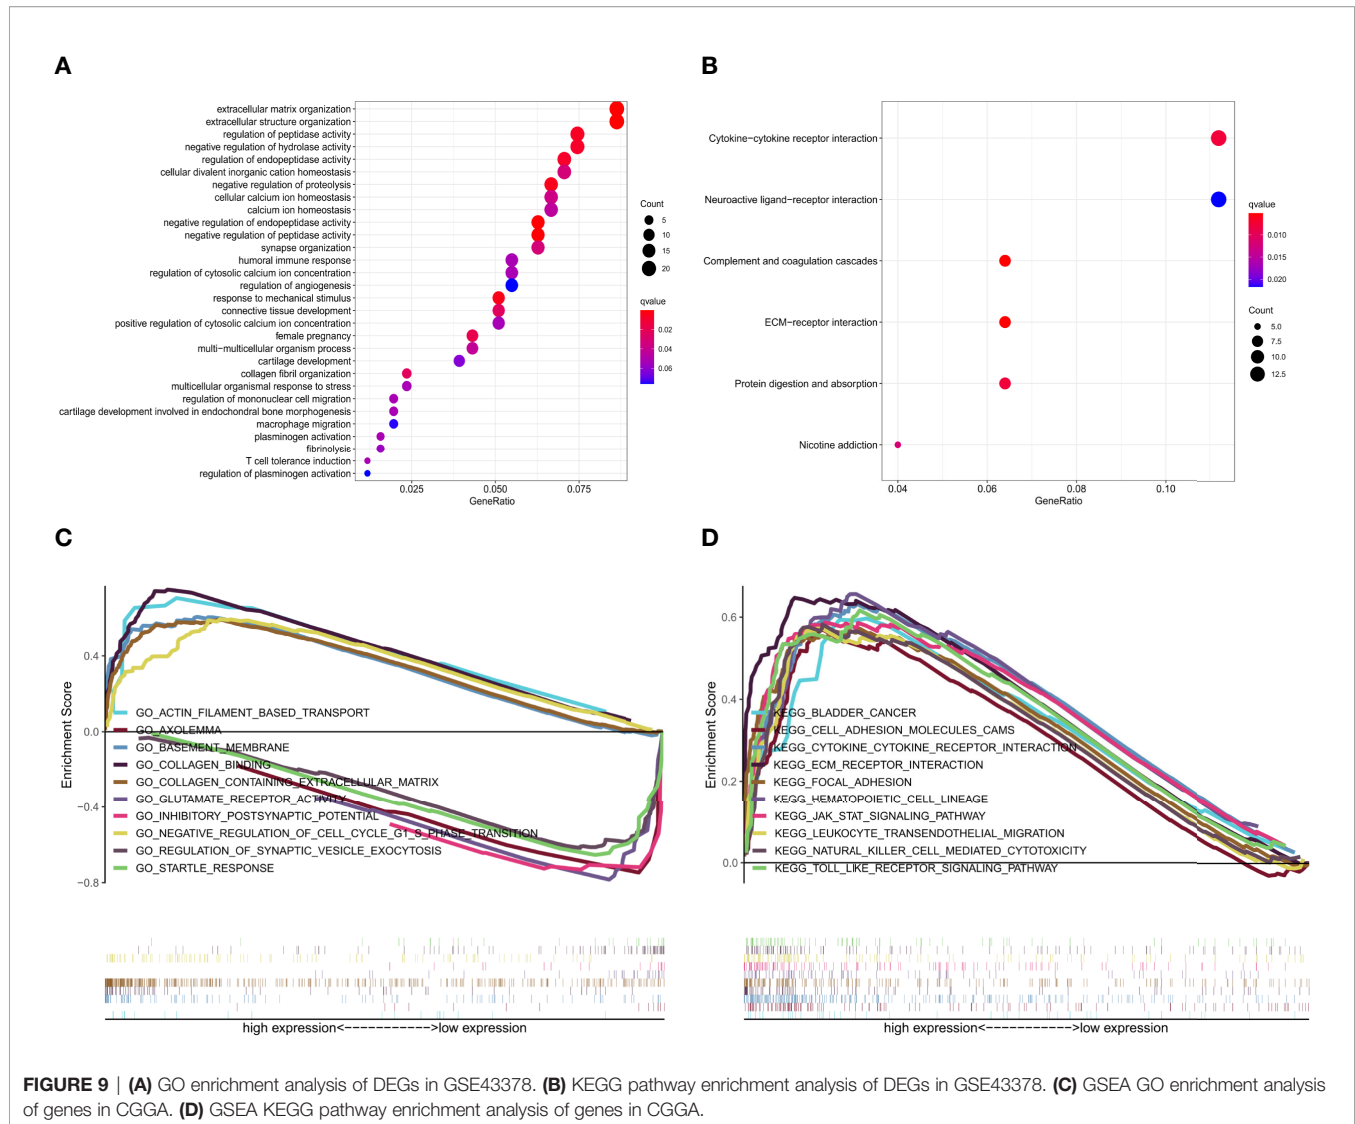 A
extracellular matrix organization
extracellular structure organization
regulation of peptidase activity
negative regulation of hydrolase activity
regulation of endopeptidase activity
cellular divalent inorganic cation homeostasis
negative regulation of proteolysis
cellular calcium ion homeostasis
calcium ion homeostasis
negative regulation of endopeptidase activity
negative regulation of peptidase activity
synapse organization
humoral immune response
regulation of cytosolic calcium ion concentration
regulation of angiogenesis
response to mechanical stimulus
connective tissue development
positive regulation of cytosolic calcium ion concentration
female pregnancy
multi−multicellular organism process
cartilage development
collagen fibril organization
multicellular organismal response to stress
regulation of mononuclear cell migration
cartilage development involved in endochondral bone morphogenesis
macrophage migration
plasminogen activation
fibrinolysis
T cell tolerance induction
regulation of plasminogen activation
0.025 0.050 0.075
GeneRatio
Count
5
10
15
20
qvalue
0.02
0.04
0.06
B
Cytokine−cytokine receptor interaction
Neuroactive ligand−receptor interaction
Complement and coagulation cascades
ECM−receptor interaction
Protein digestion and absorption
Nicotine addiction
0.04 0.06 0.08 0.10
GeneRatio
qvalue
0.010
0.015
0.020
Count
5.0
7.5
10.0
12.5
C
Enrichment Score
0.4
0.0
−0.4
−0.8
GO_ACTIN_FILAMENT_BASED_TRANSPORT
GO_AXOLEMMA
GO_BASEMENT_MEMBRANE
GO_COLLAGEN_BINDING
GO_COLLAGEN_CONTAINING_EXTRACELLULAR_MATRIX
GO_GLUTAMATE_RECEPTOR_ACTIVITY
GO_INHIBITORY_POSTSYNAPTIC_POTENTIAL
GO_NEGATIVE_REGULATION_OF_CELL_CYCLE_G1_S_PHASE_TRANSITION
GO_REGULATION_OF_SYNAPTIC_VESICLE_EXOCYTOSIS
GO_STARTLE_RESPONSE
high expression<−−−−−−−−−−−>low expression
D
Enrichment Score
0.6
0.4
0.2
0.0
KEGG_BLADDER_CANCER
KEGG_CELL_ADHESION_MOLECULES_CAMS
KEGG_CYTOKINE_CYTOKINE_RECEPTOR_INTERACTION
KEGG_ECM_RECEPTOR_INTERACTION
KEGG_FOCAL_ADHESION
KEGG_HEMATOPOIETIC_CELL_LINEAGE
KEGG_JAK_STAT_SIGNALING_PATHWAY
KEGG_LEUKOCYTE_TRANSENDOTHELIAL_MIGRATION
KEGG_NATURAL_KILLER_CELL_MEDIATED_CYTOTOXICITY
KEGG_TOLL_LIKE_RECEPTOR_SIGNALING_PATHWAY
high expression<−−−−−−−−−−−>low expression
FIGURE 9 | (A) GO enrichment analysis of DEGs in GSE43378. (B) KEGG pathway enrichment analysis of DEGs in GSE43378. (C) GSEA GO enrichment analysis
of genes in CGGA. (D) GSEA KEGG pathway enrichment analysis of genes in CGGA.